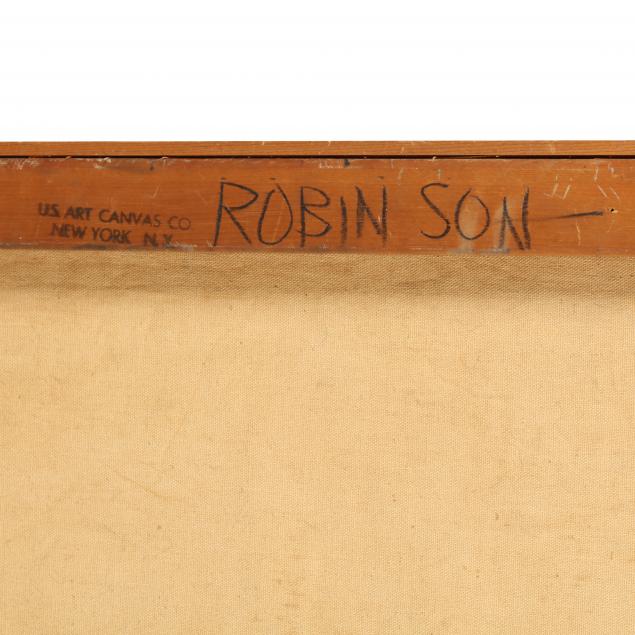 U.S. ART CANVAS CO
NEW YORK N.Y.
ROBIN SON —